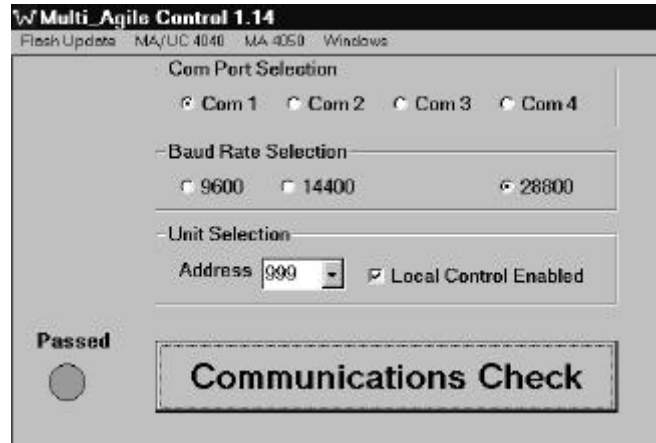 Multi_Agile Control 1.14
Flash Update MA/UC 4040 MA 4050 Windows
Com Port Selection
Com 1 Com 2 Com 3 Com 4
Baud Rate Selection
9600 14400 28800
Unit Selection
Address 999 Local Control Enabled
Passed
Communications Check